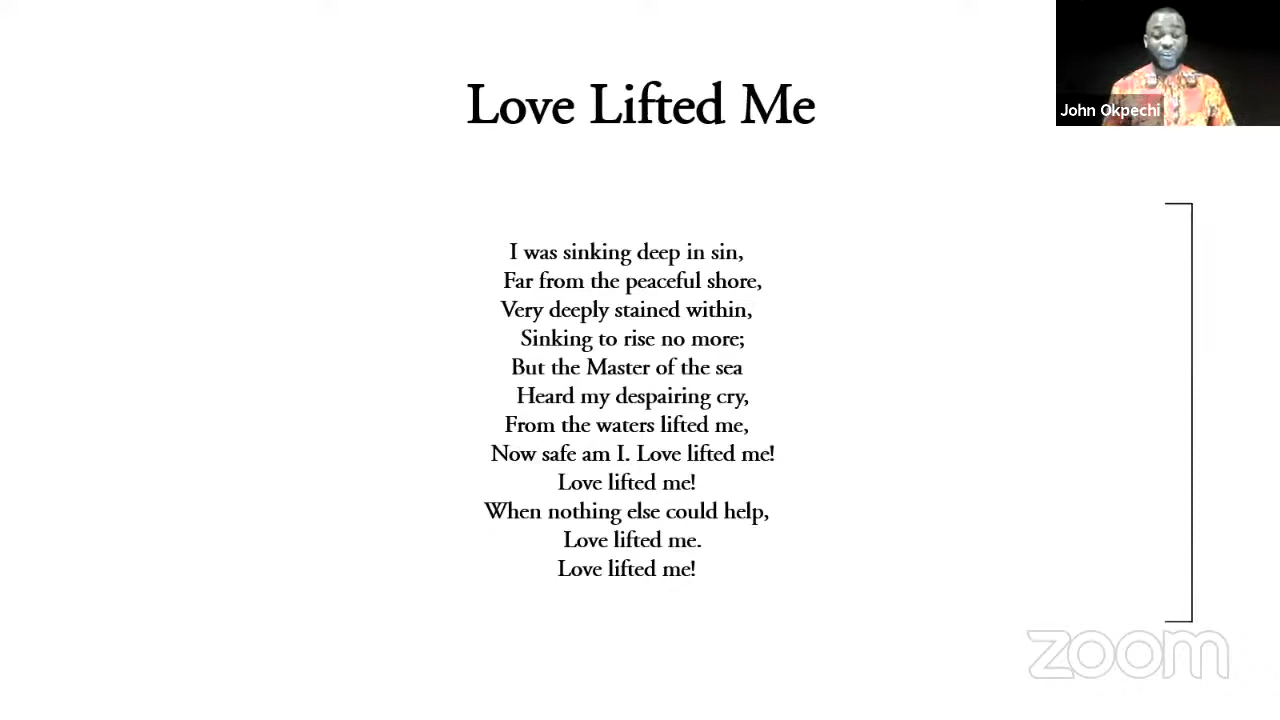 Love Lifted Me
John Okpechi
I was sinking deep in sin,
Far from the peaceful shore,
Very deeply stained within,
Sinking to rise no more;
But the Master of the sea
Heard my despairing cry,
From the waters lifted me,
Now safe am I. Love lifted me!
Love lifted me!
When nothing else could help,
Love lifted me.
Love lifted me!
zoom